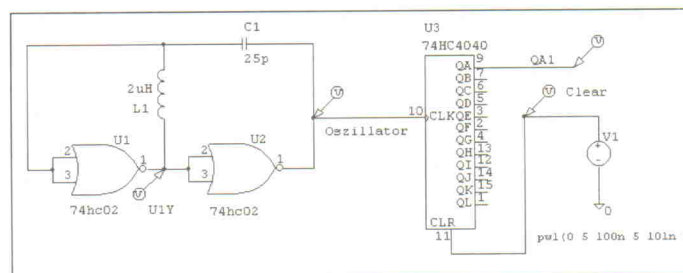 C1
25p
2uH
L1
U1
2
3
1
74hc02
U1Y
U2
2
3
1
74hc02
Oszillator
U3
74HC4040
10
CLK
QA
9
QB
7
QC
6
QD
5
QE
3
QF
2
QG
4
QH
13
QI
12
QJ
14
QK
15
QL
1
CLR
11
QA1
V
V
V
V
Clear
V1
+
-
0
pwl(0 5 100n 5 101n